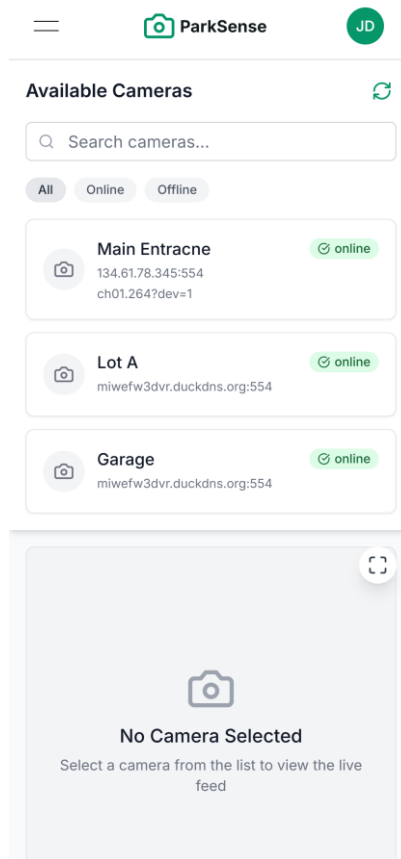 ParkSense
JD
Available Cameras
Search cameras...
All
Online
Offline
Main Entracne
online
134.61.78.345:554
ch01.264?dev=1
Lot A
online
miwefw3dvr.duckdns.org:554
Garage
online
miwefw3dvr.duckdns.org:554
No Camera Selected
Select a camera from the list to view the live
feed